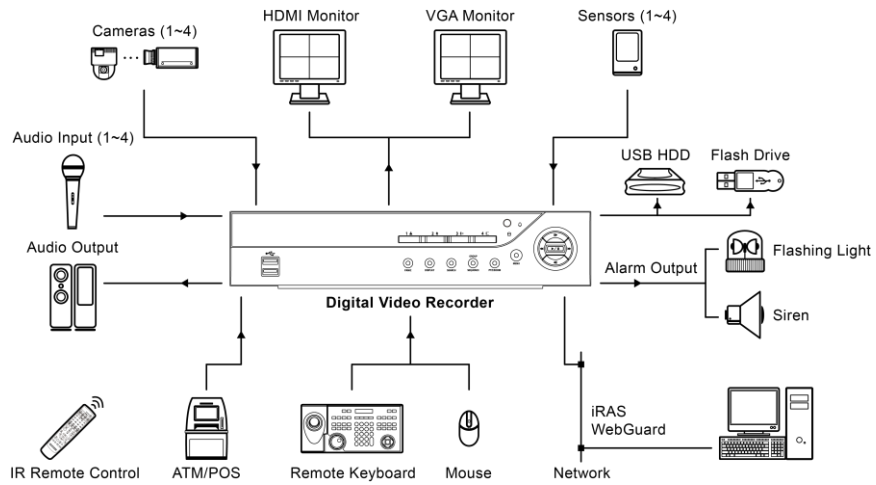 HDMI Monitor
VGA Monitor
Sensors (1~4)
Cameras (1~4)
Audio Input (1~4)
USB HDD
Flash Drive
Audio Output
Alarm Output
Flashing Light
Siren
Digital Video Recorder
iRAS
WebGuard
IR Remote Control
ATM/POS
Remote Keyboard
Mouse
Network